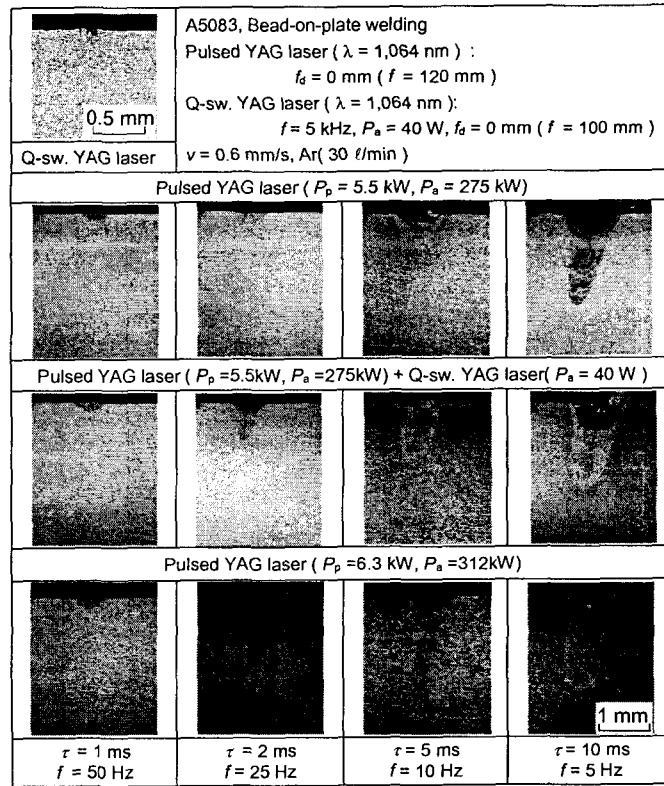 A5083, Bead-on-plate welding
Pulsed YAG laser ( λ = 1,064 nm ) :
f_d = 0 mm ( f = 120 mm )
Q-sw. YAG laser ( λ = 1,064 nm ):
f = 5 kHz, P_a = 40 W, f_d = 0 mm ( f = 100 mm )
v = 0.6 mm/s, Ar( 30 ℓ/min )
0.5 mm
Q-sw. YAG laser
Pulsed YAG laser ( P_p = 5.5 kW, P_a = 275 kW)
Pulsed YAG laser ( P_p =5.5kW, P_a =275kW) + Q-sw. YAG laser( P_a = 40 W )
Pulsed YAG laser ( P_p =6.3 kW, P_a =312kW)
1 mm
τ = 1 ms
f = 50 Hz
τ = 2 ms
f = 25 Hz
τ = 5 ms
f = 10 Hz
τ = 10 ms
f = 5 Hz